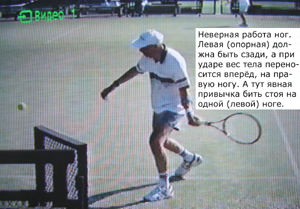 Видео 1
Неверная работа ног.
Левая (опорная) дол-
жна быть сзади, а при
ударе вес тела перено-
сится вперёд, на пра-
вую ногу. А тут явная
привычка бить стоя на
одной (левой) ноге.